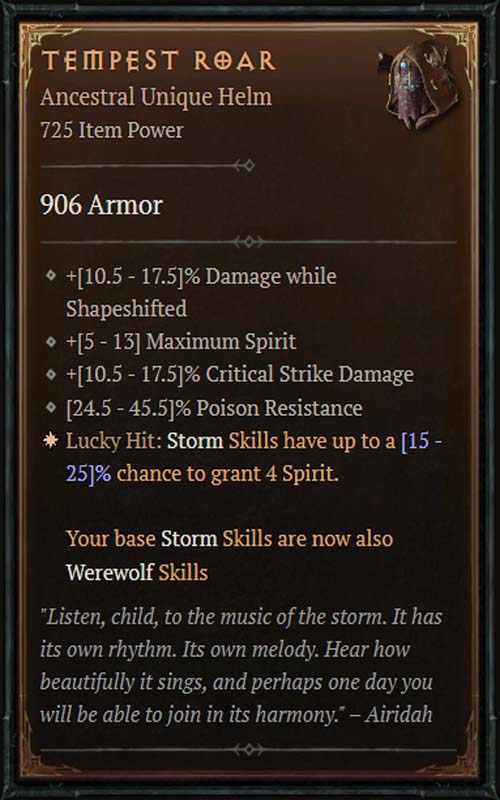 TEMPEST ROAR
Ancestral Unique Helm
725 Item Power
906 Armor
+[10.5 - 17.5]% Damage while
Shapeshifted
+[5 - 13] Maximum Spirit
+[10.5 - 17.5]% Critical Strike Damage
[24.5 - 45.5]% Poison Resistance
Lucky Hit: Storm Skills have up to a [15 -
25]% chance to grant 4 Spirit.
Your base Storm Skills are now also
Werewolf Skills
"Listen, child, to the music of the storm. It has
its own rhythm. Its own melody. Hear how
beautifully it sings, and perhaps one day you
will be able to join in its harmony." – Airidah